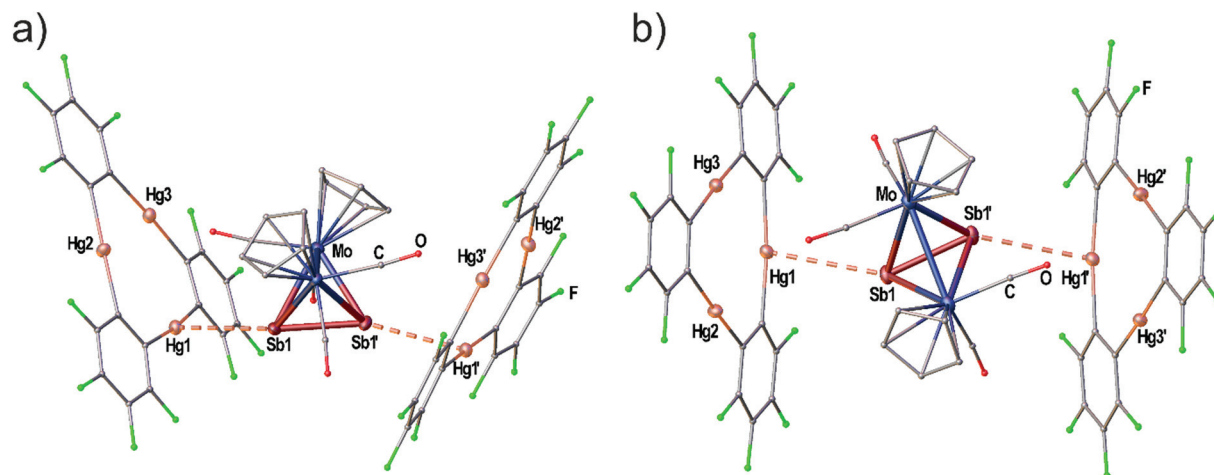 a)
Hg3
Hg2
Hg1
Mo
C
O
Sb1
Sb1'
Hg3'
Hg2'
F
Hg1'
b)
F
Hg3
Hg2'
Mo
Sb1'
Hg1
Sb1
Hg1'
O
C
Hg2
Hg3'